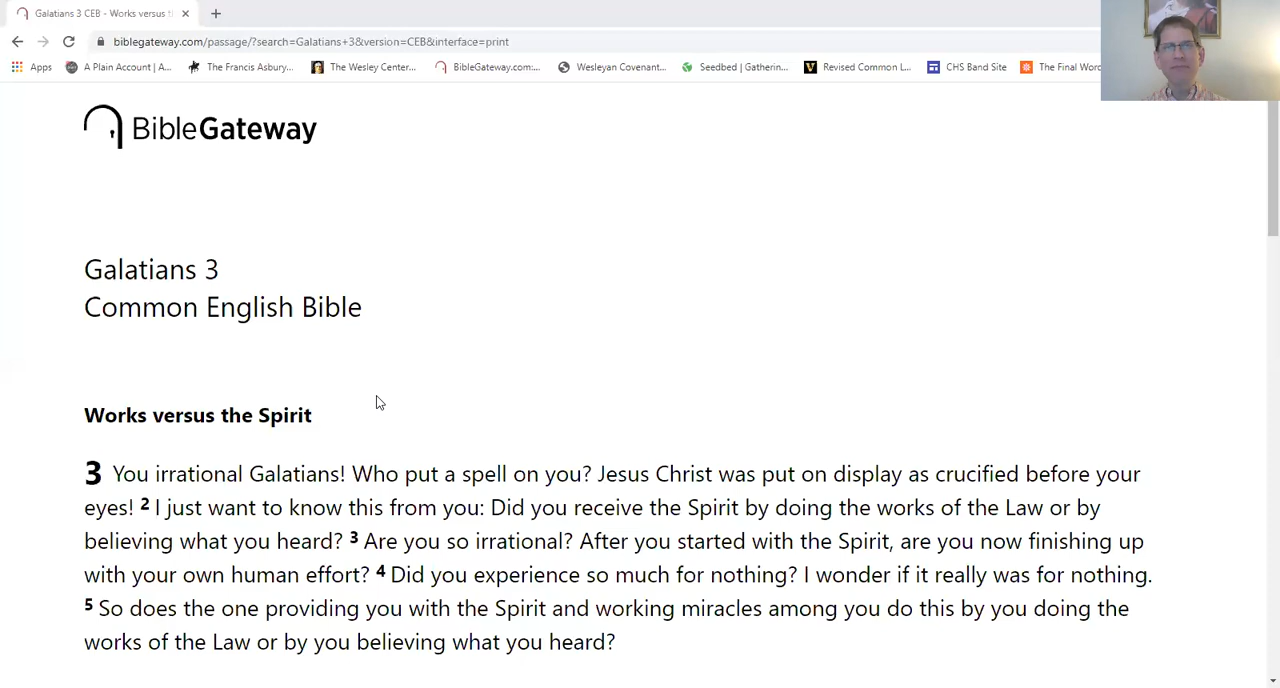 Galatians 3 CEB - Works versus t
biblegateway.com/passage/?search=Galatians+3&version=CEB&interface=print
Apps A Plain Account | A... The Francis Asbury... The Wesley Center... BibleGateway.com:... Wesleyan Covenant... Seedbed | Gatherin... Revised Common L... CHS Band Site The Final Word
BibleGateway
Galatians 3
Common English Bible
Works versus the Spirit
3 You irrational Galatians! Who put a spell on you? Jesus Christ was put on display as crucified before your
eyes! 2 I just want to know this from you: Did you receive the Spirit by doing the works of the Law or by
believing what you heard? 3 Are you so irrational? After you started with the Spirit, are you now finishing up
with your own human effort? 4 Did you experience so much for nothing? I wonder if it really was for nothing.
5 So does the one providing you with the Spirit and working miracles among you do this by you doing the
works of the Law or by you believing what you heard?